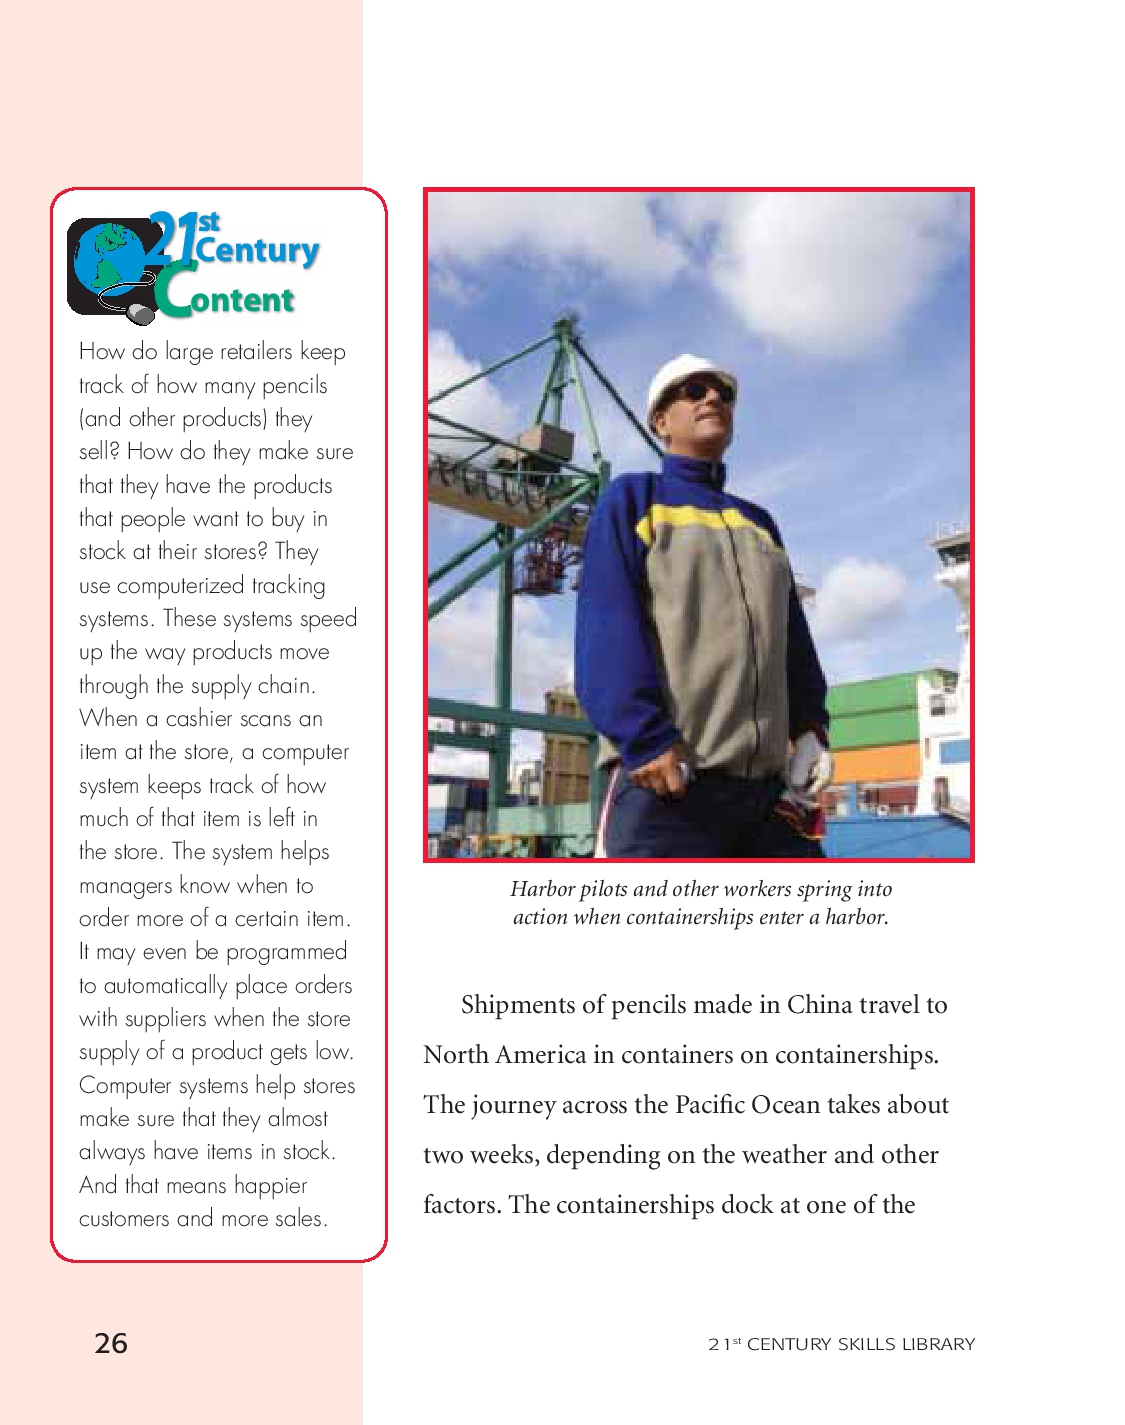 21st
Century
Content
How do large retailers keep
track of how many pencils
(and other products) they
sell? How do they make sure
that they have the products
that people want to buy in
stock at their stores? They
use computerized tracking
systems. These systems speed
up the way products move
through the supply chain.
When a cashier scans an
item at the store, a computer
system keeps track of how
much of that item is left in
the store. The system helps
managers know when to
order more of a certain item.
It may even be programmed
to automatically place orders
with suppliers when the store
supply of a product gets low.
Computer systems help stores
make sure that they almost
always have items in stock.
And that means happier
customers and more sales.
Harbor pilots and other workers spring into
action when containerships enter a harbor.
Shipments of pencils made in China travel to
North America in containers on containerships.
The journey across the Pacific Ocean takes about
two weeks, depending on the weather and other
factors. The containerships dock at one of the
26
21st CENTURY SKILLS LIBRARY